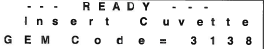 - - - READY - - -
Insert Cuvette
GEM Code= 3138